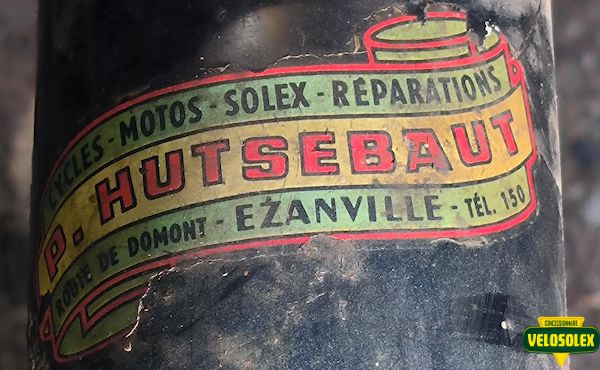 CYCLES - MOTOS - SOLEX - RÉPARATIONS
P. HUTSEBAUT
ROUTE DE DOMONT - EZANVILLE - TÉL. 150
CONCESSIONNAIRE
VELOSOLEX